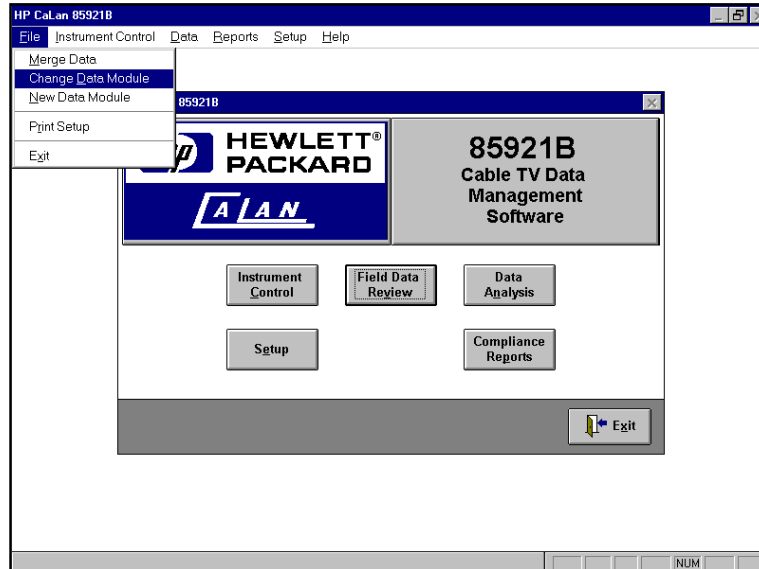 HP CaLan 85921B
File Instrument Control Data Reports Setup Help
Merge Data
Change Data Module
New Data Module
Print Setup
Exit
85921B
hp HEWLETT®
PACKARD
CALAN
85921B
Cable TV Data
Management
Software
Instrument
Control
Field Data
Review
Data
Analysis
Setup
Compliance
Reports
Exit
NUM